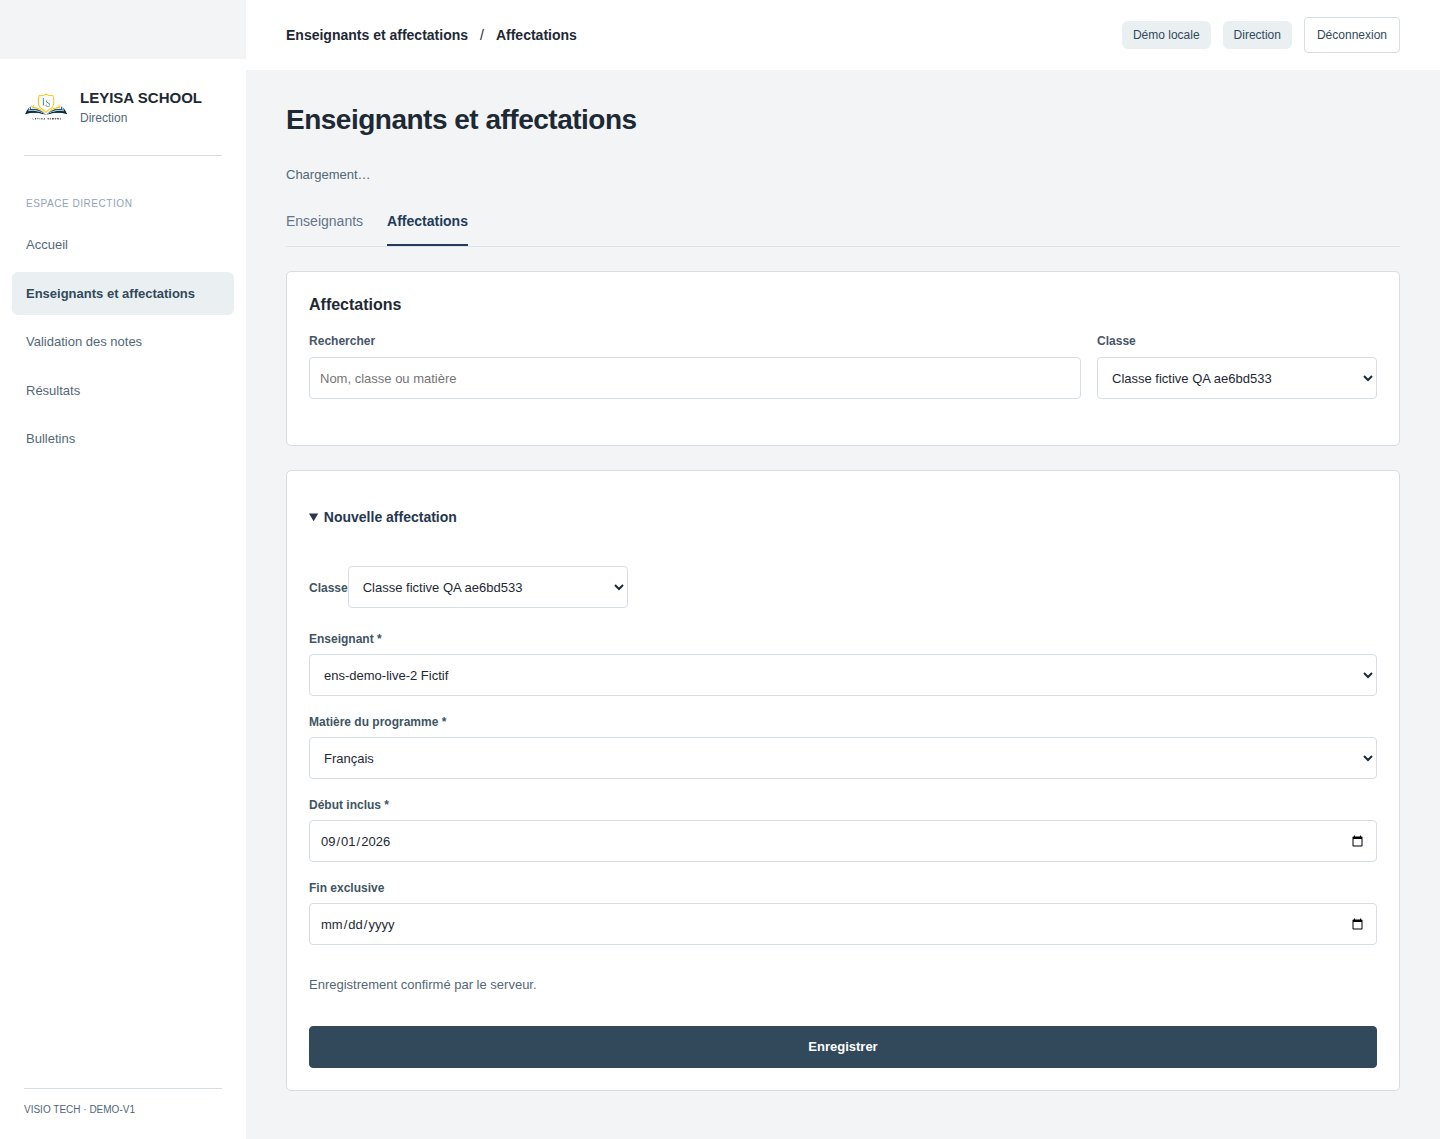 Enseignants et affectations / Affectations
Démo locale
Direction
Déconnexion
LEYISA SCHOOL
Direction
ESPACE DIRECTION
Accueil
Enseignants et affectations
Validation des notes
Résultats
Bulletins
VISIO TECH · DEMO-V1
Enseignants et affectations
Chargement…
Enseignants
Affectations
Affectations
Rechercher
Nom, classe ou matière
Classe
Classe fictive QA ae6bd533
Nouvelle affectation
Classe
Classe fictive QA ae6bd533
Enseignant *
ens-demo-live-2 Fictif
Matière du programme *
Français
Début inclus *
09/01/2026
Fin exclusive
mm/dd/yyyy
Enregistrement confirmé par le serveur.
Enregistrer